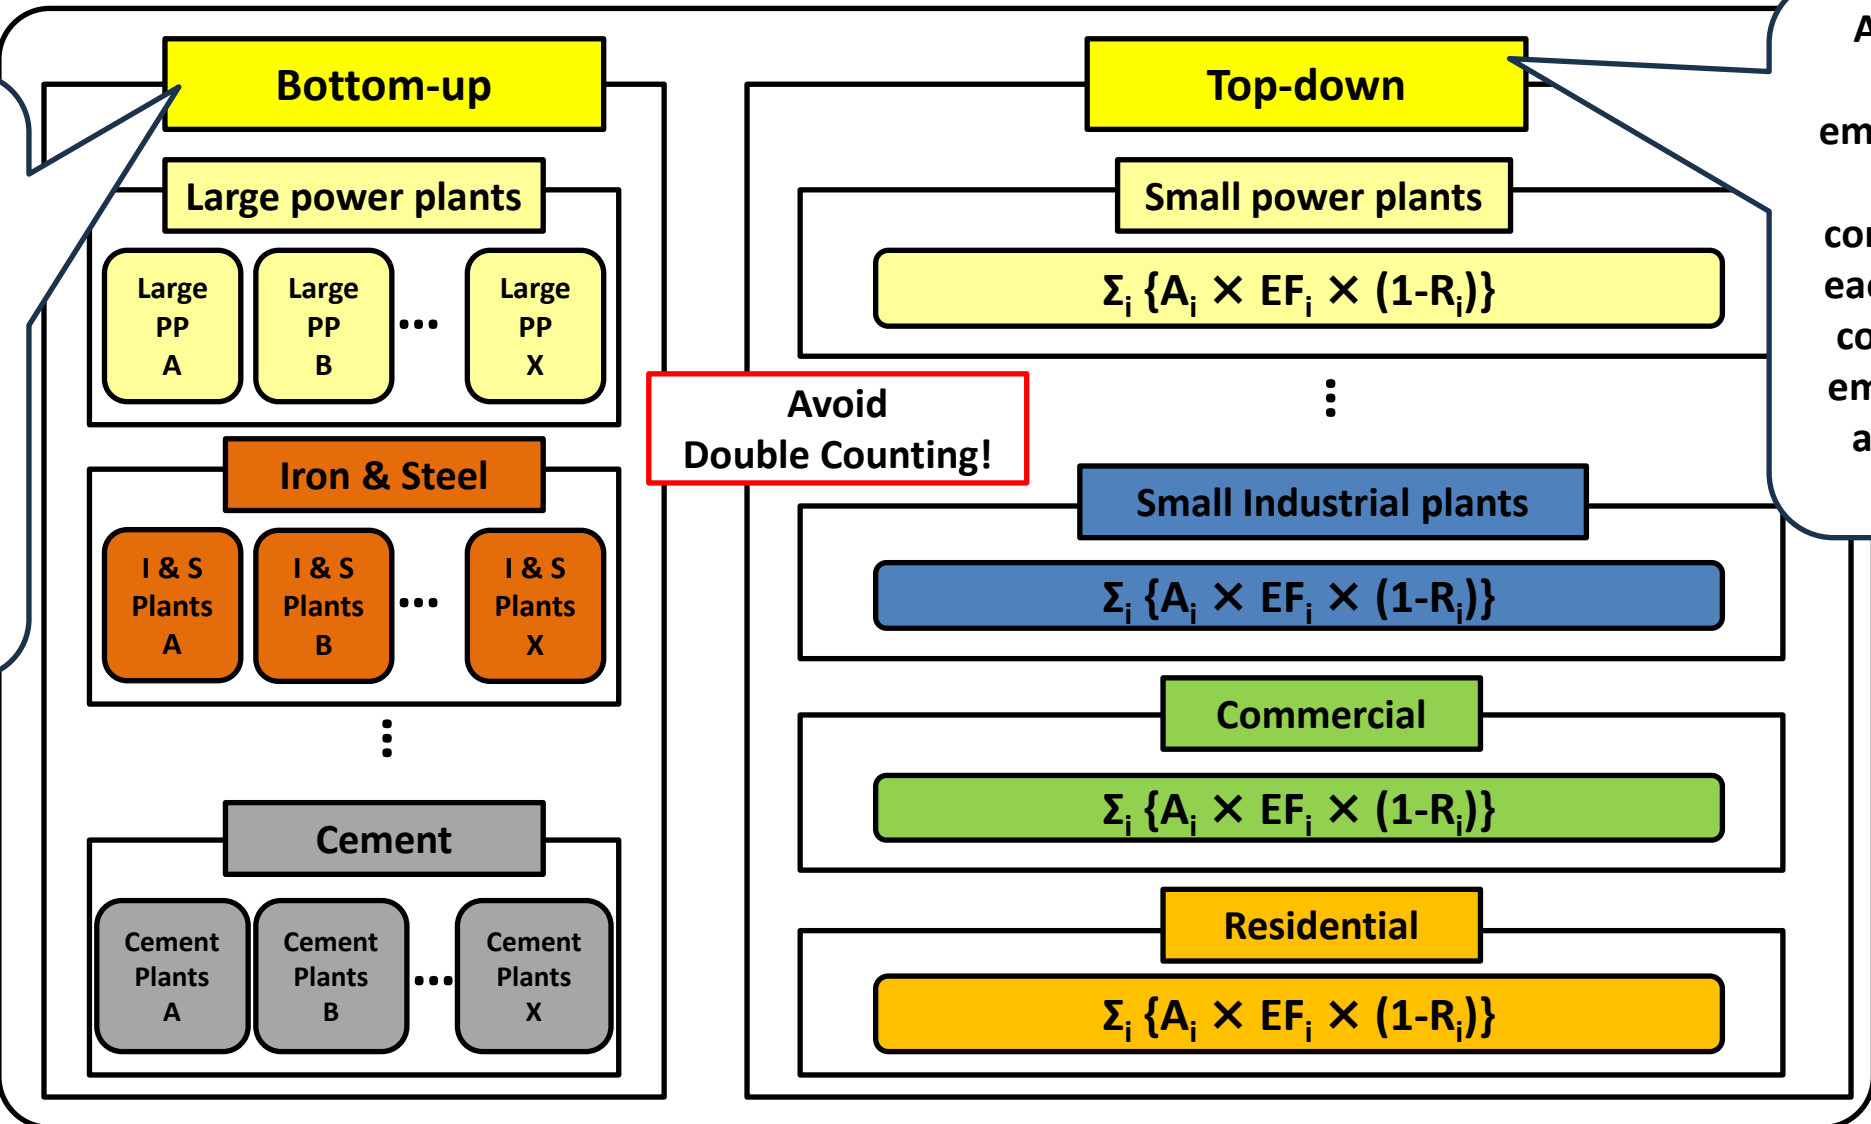 Bottom-up
Large power plants
Large
PP
A
Large
PP
B
...
Large
PP
X
Iron & Steel
I & S
Plants
A
I & S
Plants
B
...
I & S
Plants
X
...
Cement
Cement
Plants
A
Cement
Plants
B
...
Cement
Plants
X
Avoid
Double Counting!
Top-down
Small power plants
Σᵢ {Aᵢ × EFᵢ × (1-Rᵢ)}
...
Small Industrial plants
Σᵢ {Aᵢ × EFᵢ × (1-Rᵢ)}
Commercial
Σᵢ {Aᵢ × EFᵢ × (1-Rᵢ)}
Residential
Σᵢ {Aᵢ × EFᵢ × (1-Rᵢ)}